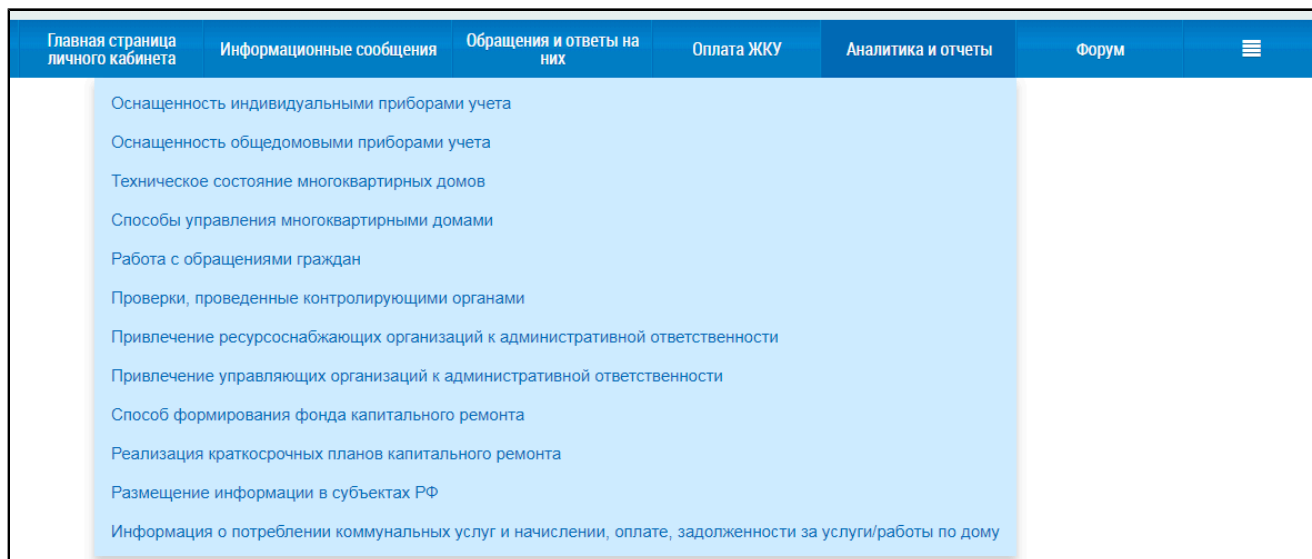 Главная страница
личного кабинета
Информационные сообщения
Обращения и ответы на
них
Оплата ЖКУ
Аналитика и отчеты
Форум
Оснащенность индивидуальными приборами учета
Оснащенность общедомовыми приборами учета
Техническое состояние многоквартирных домов
Способы управления многоквартирными домами
Работа с обращениями граждан
Проверки, проведенные контролирующими органами
Привлечение ресурсоснабжающих организаций к административной ответственности
Привлечение управляющих организаций к административной ответственности
Способ формирования фонда капитального ремонта
Реализация краткосрочных планов капитального ремонта
Размещение информации в субъектах РФ
Информация о потреблении коммунальных услуг и начислении, оплате, задолженности за услуги/работы по дому